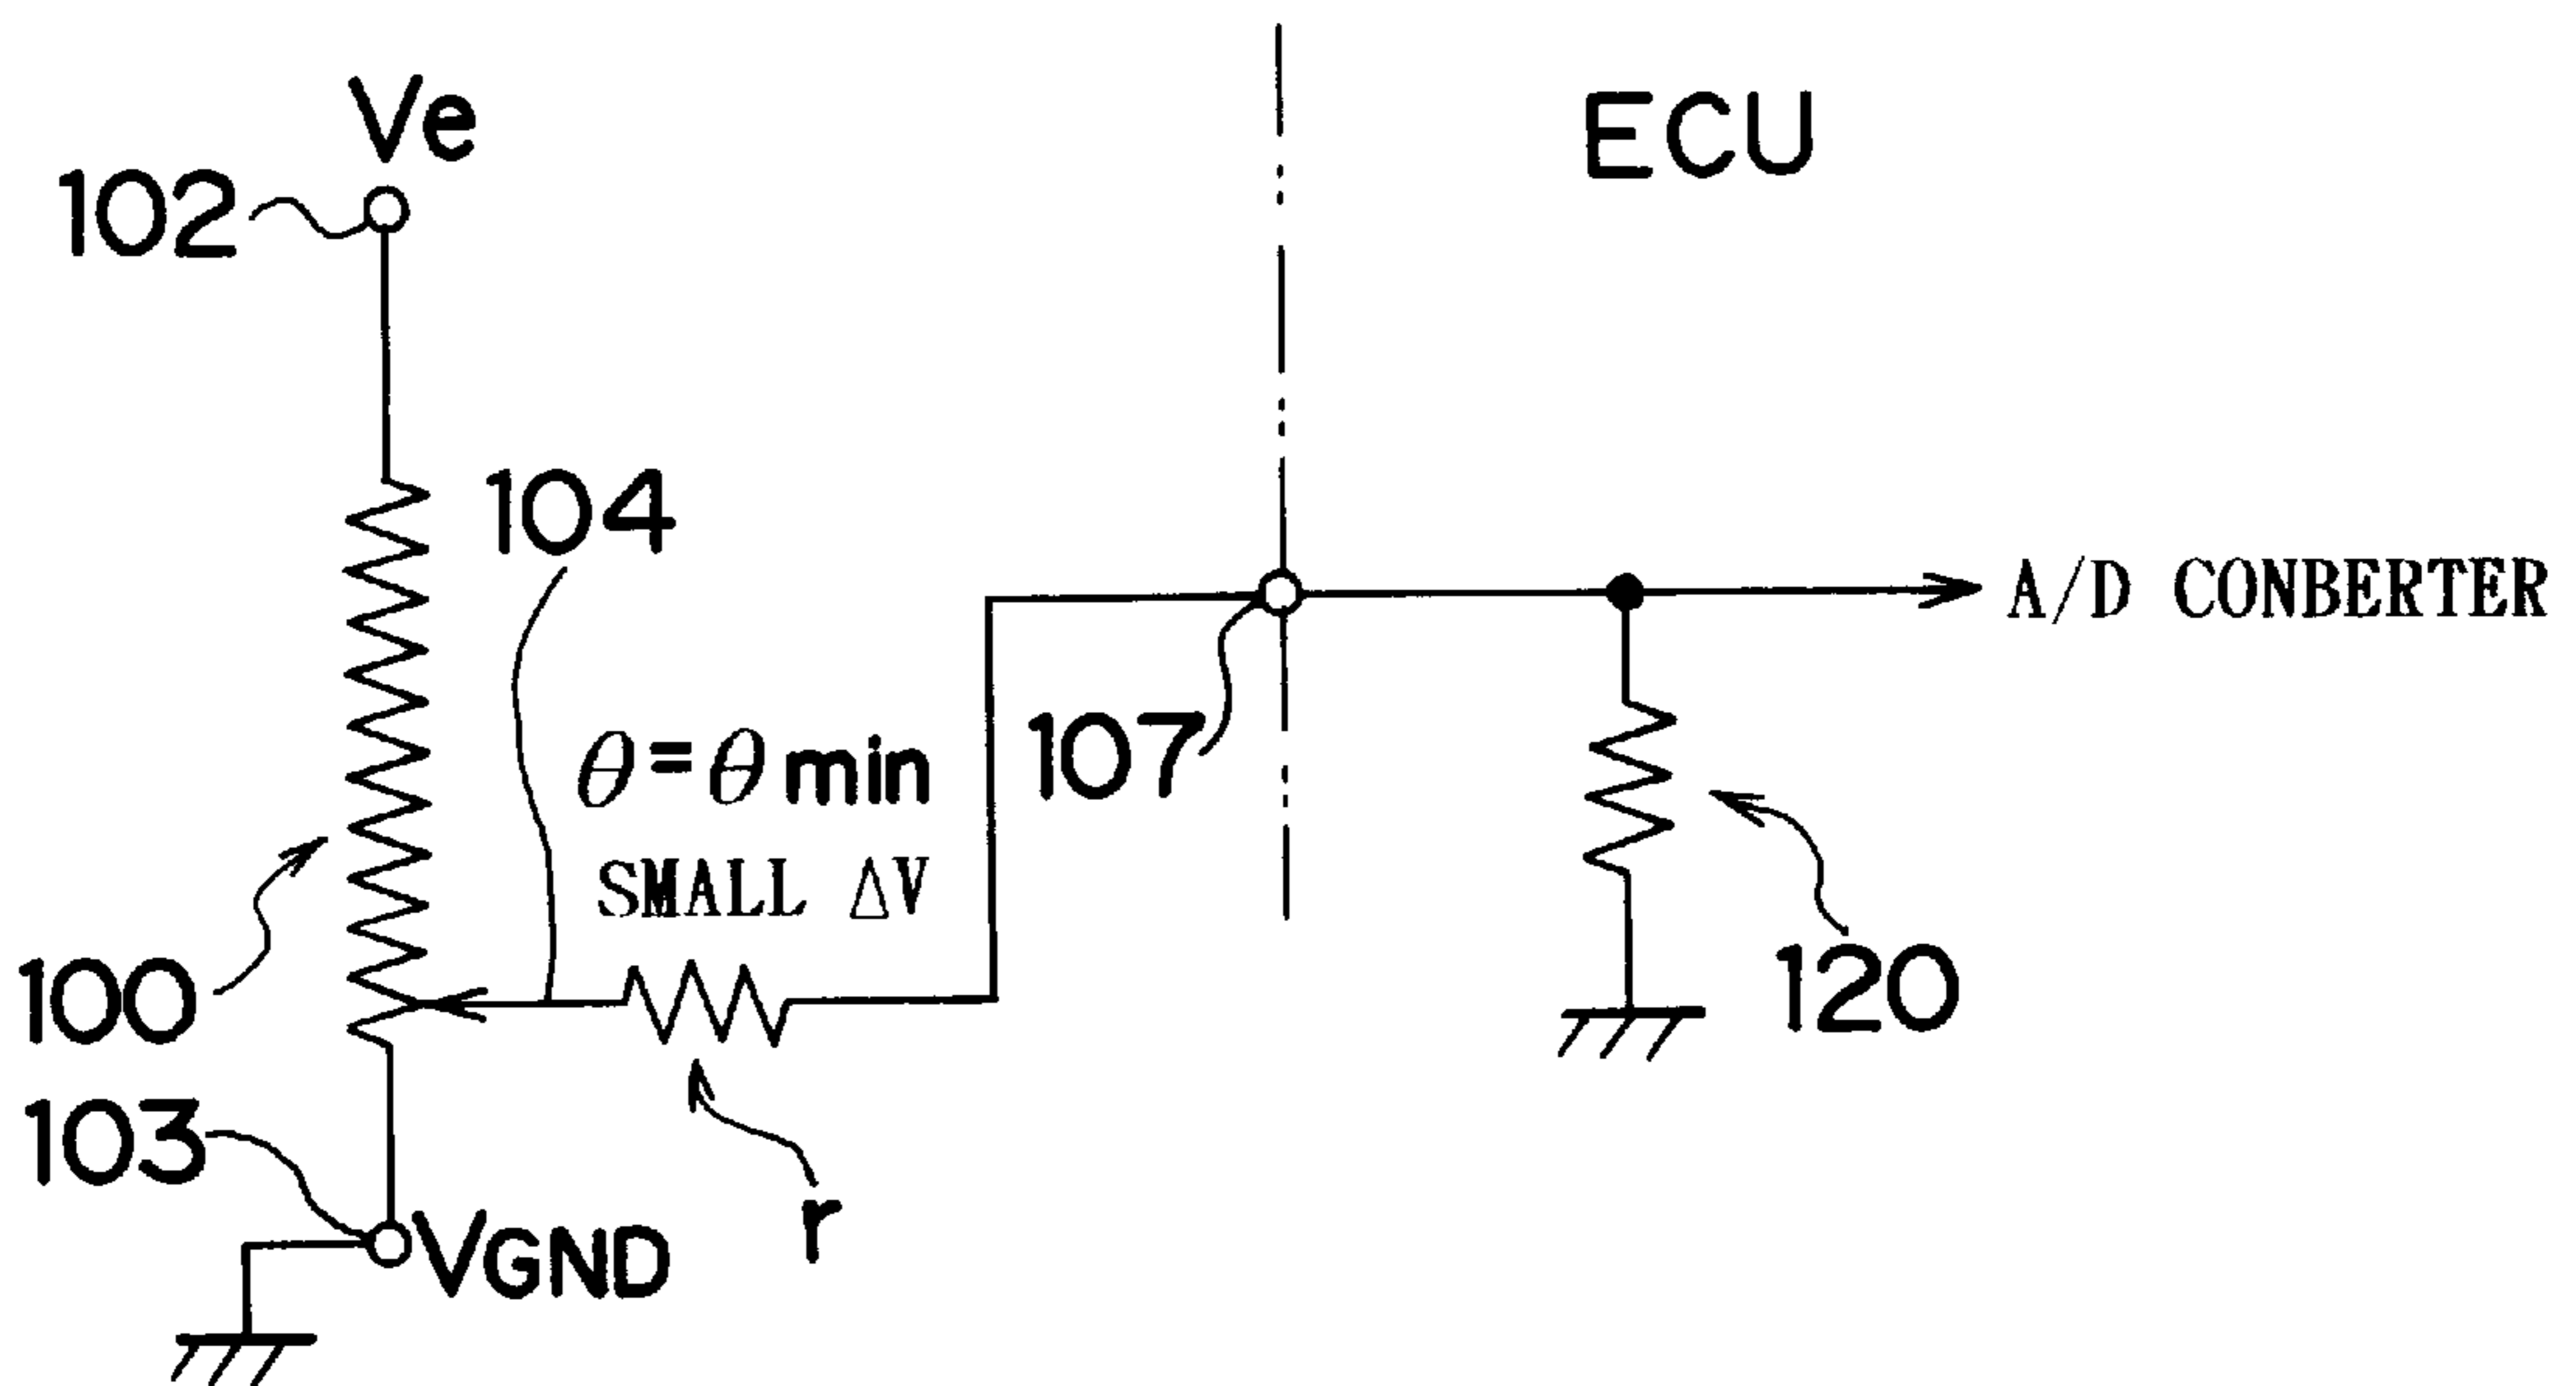 Ve
ECU
102
104
A/D CONBERTER
θ=θmin
107
SMALL ΔV
100
120
103
r
VGND